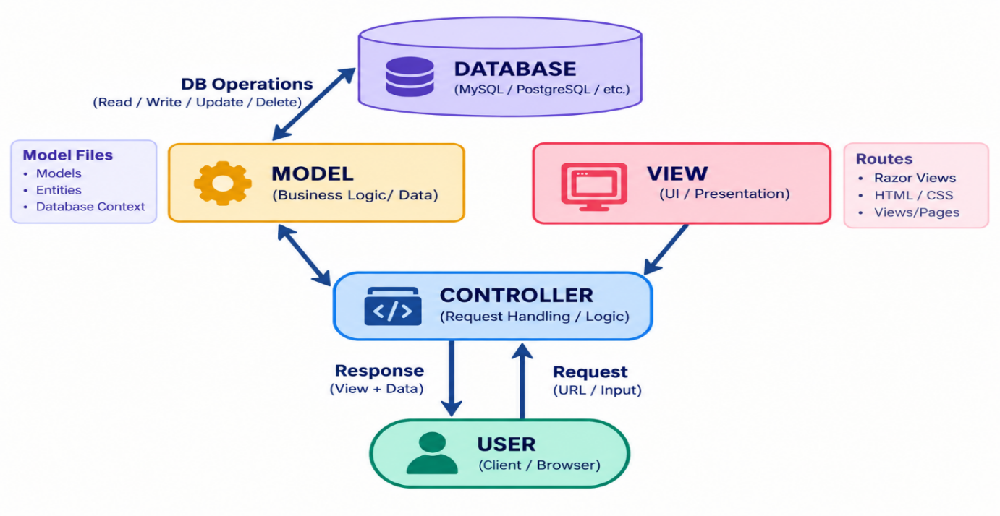 DATABASE
(MySQL / PostgreSQL / etc.)
DB Operations
(Read / Write / Update / Delete)
Model Files
• Models
• Entities
• Database Context
MODEL
(Business Logic/ Data)
VIEW
(UI / Presentation)
Routes
• Razor Views
• HTML / CSS
• Views/Pages
CONTROLLER
(Request Handling / Logic)
</>
Response
(View + Data)
Request
(URL / Input)
USER
(Client / Browser)